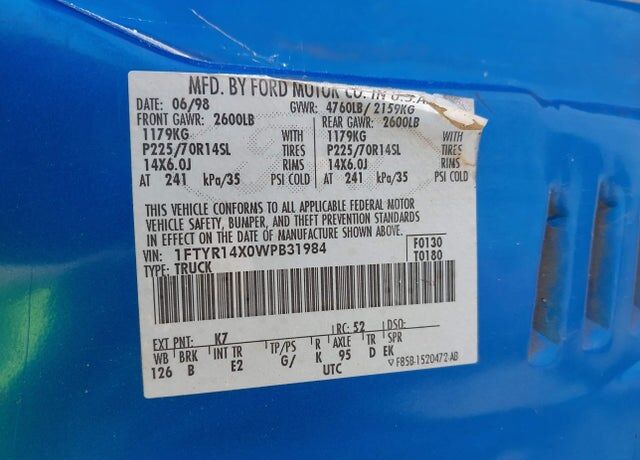 MFD. BY FORD MOTOR CO. IN U.S.A.
DATE: 06/98 GVWR: 4760LB/2159KG
FRONT GAWR: 2600LB REAR GAWR: 2600LB
1179KG WITH 1179KG WITH
P225/70R14SL TIRES P225/70R14SL TIRES
14X6.0J RIMS 14X6.0J RIMS
AT 241 kPa/35 PSI COLD AT 241 kPa/35 PSI COLD
THIS VEHICLE CONFORMS TO ALL APPLICABLE FEDERAL MOTOR
VEHICLE SAFETY, BUMPER, AND THEFT PREVENTION STANDARDS
IN EFFECT ON THE DATE OF MANUFACTURE SHOWN ABOVE.
VIN: 1FTYR14X0WPB31984 F0130
TYPE: TRUCK T0180
EXT PNT: K7 RC: 52 DSO:
WB BRK INT TR TP/PS R AXLE TR SPR
126 B E2 G/ K 95 D EK
UTC F85B-1520472-AB